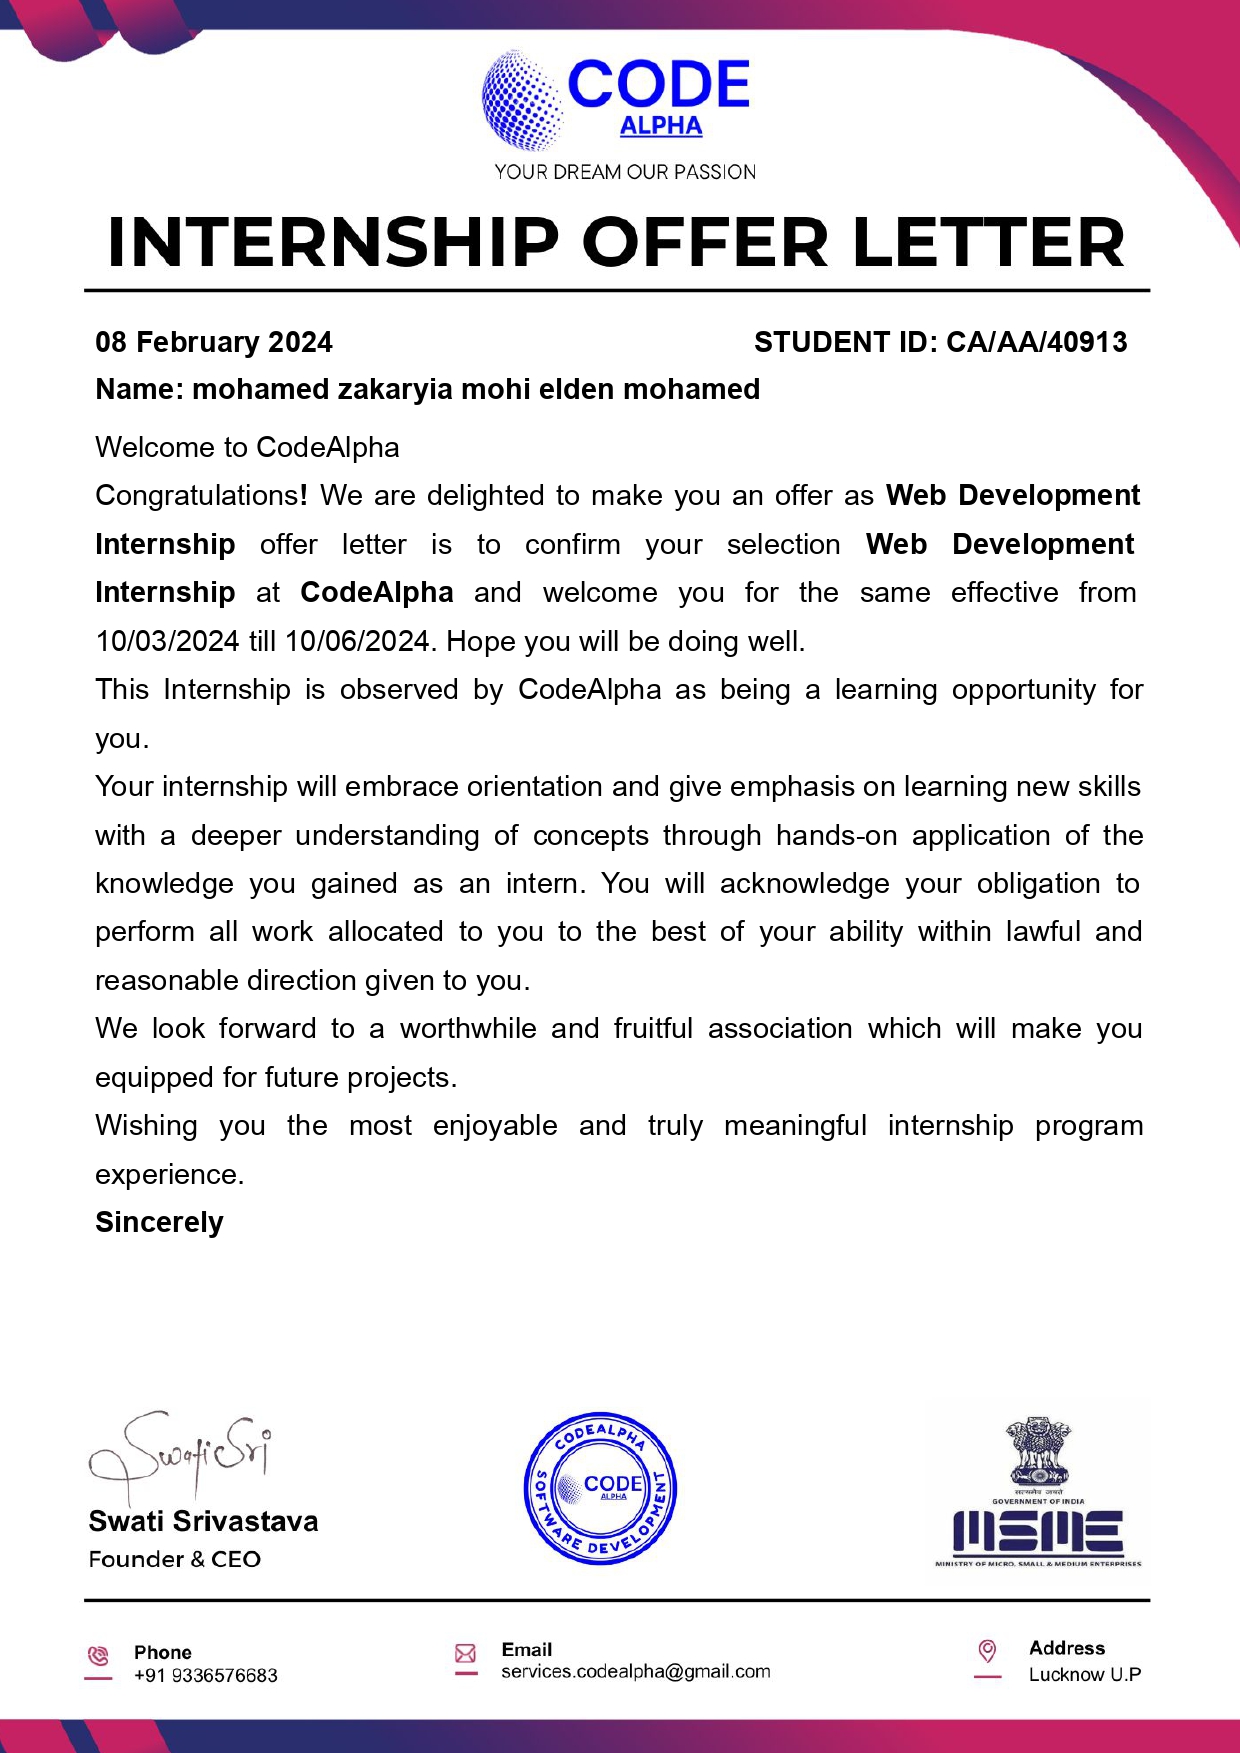 CODE
ALPHA
YOUR DREAM OUR PASSION
INTERNSHIP OFFER LETTER
08 February 2024 STUDENT ID: CA/AA/40913
Name: mohamed zakaryia mohi elden mohamed
Welcome to CodeAlpha
Congratulations! We are delighted to make you an offer as Web Development
Internship offer letter is to confirm your selection Web Development
Internship at CodeAlpha and welcome you for the same effective from
10/03/2024 till 10/06/2024. Hope you will be doing well.
This Internship is observed by CodeAlpha as being a learning opportunity for
you.
Your internship will embrace orientation and give emphasis on learning new skills
with a deeper understanding of concepts through hands-on application of the
knowledge you gained as an intern. You will acknowledge your obligation to
perform all work allocated to you to the best of your ability within lawful and
reasonable direction given to you.
We look forward to a worthwhile and fruitful association which will make you
equipped for future projects.
Wishing you the most enjoyable and truly meaningful internship program
experience.
Sincerely
Swati Sri
Swati Srivastava
Founder & CEO
CODEALPHA
SOFTWARE DEVELOPMENT
CODE
ALPHA
सत्यमेव जयते
GOVERNMENT OF INDIA
MSME
MINISTRY OF MICRO, SMALL & MEDIUM ENTERPRISES
Phone
+91 9336576683
Email
services.codealpha@gmail.com
Address
Lucknow U.P